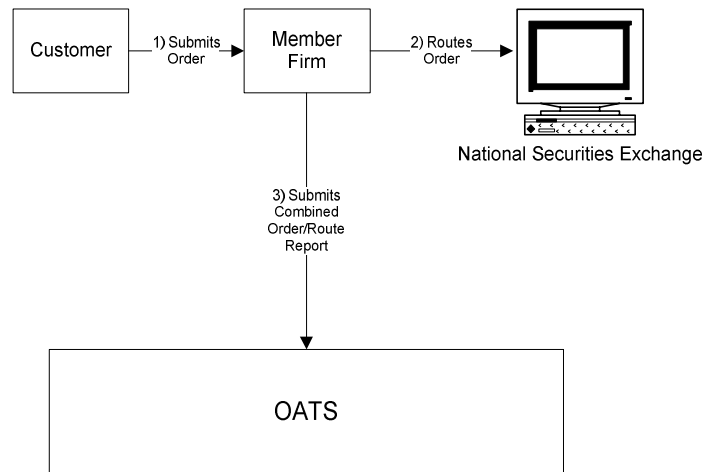 Customer
1) Submits
Order
Member
Firm
2) Routes
Order
National Securities Exchange
3) Submits
Combined
Order/Route
Report
OATS